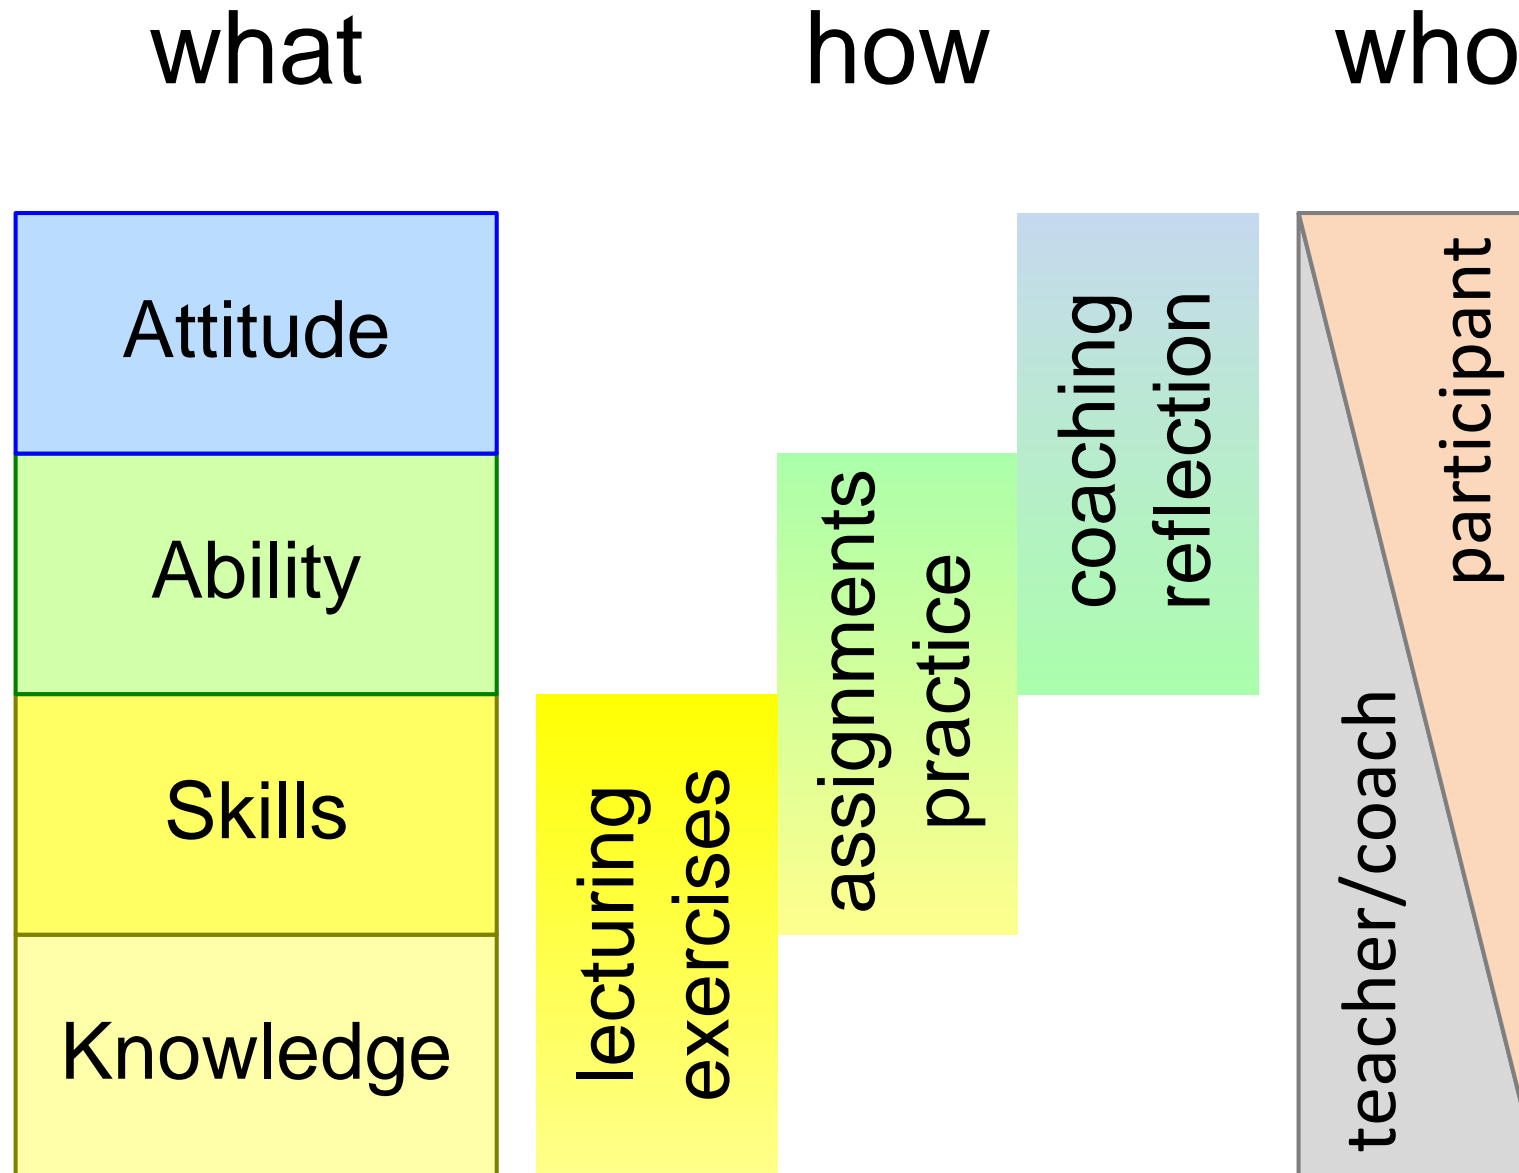 what
how
who
Attitude
Ability
Skills
Knowledge
lecturing
exercises
assignments
practice
coaching
reflection
teacher/coach
participant